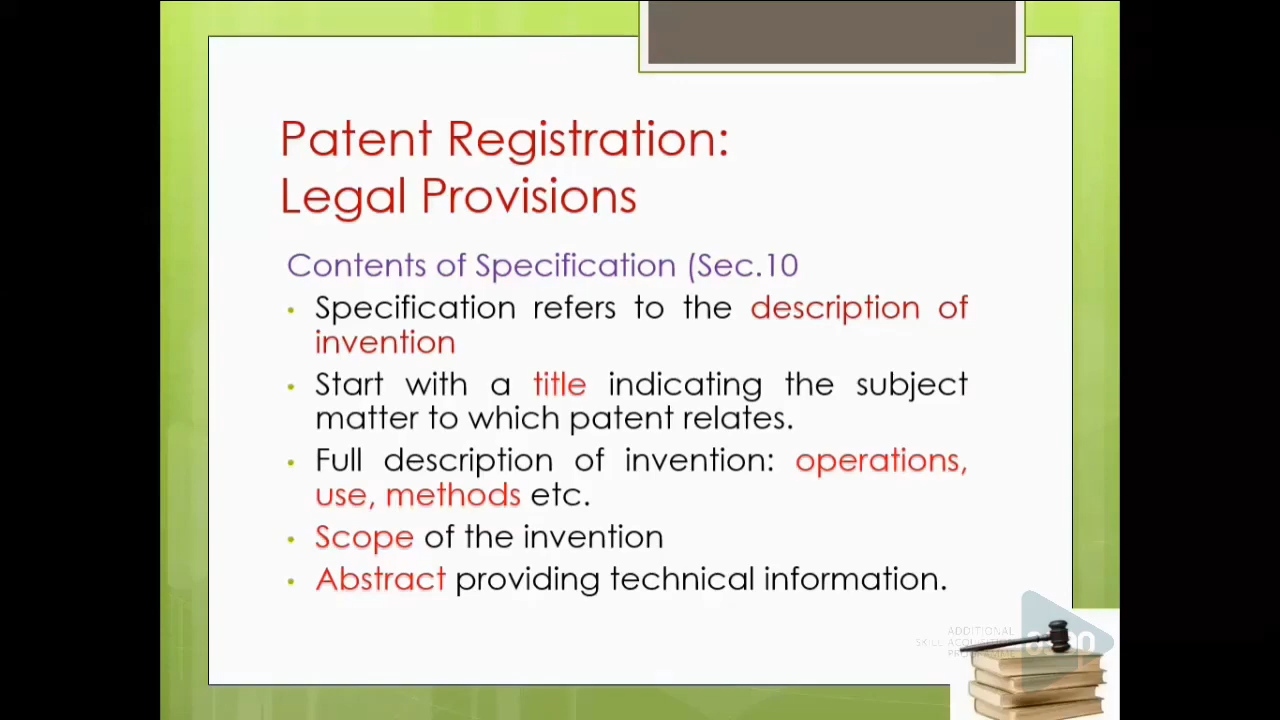 Patent Registration:
Legal Provisions
Contents of Specification (Sec.10
• Specification refers to the description of
invention
• Start with a title indicating the subject
matter to which patent relates.
• Full description of invention: operations,
use, methods etc.
• Scope of the invention
• Abstract providing technical information.
ADDITIONAL
SKILL